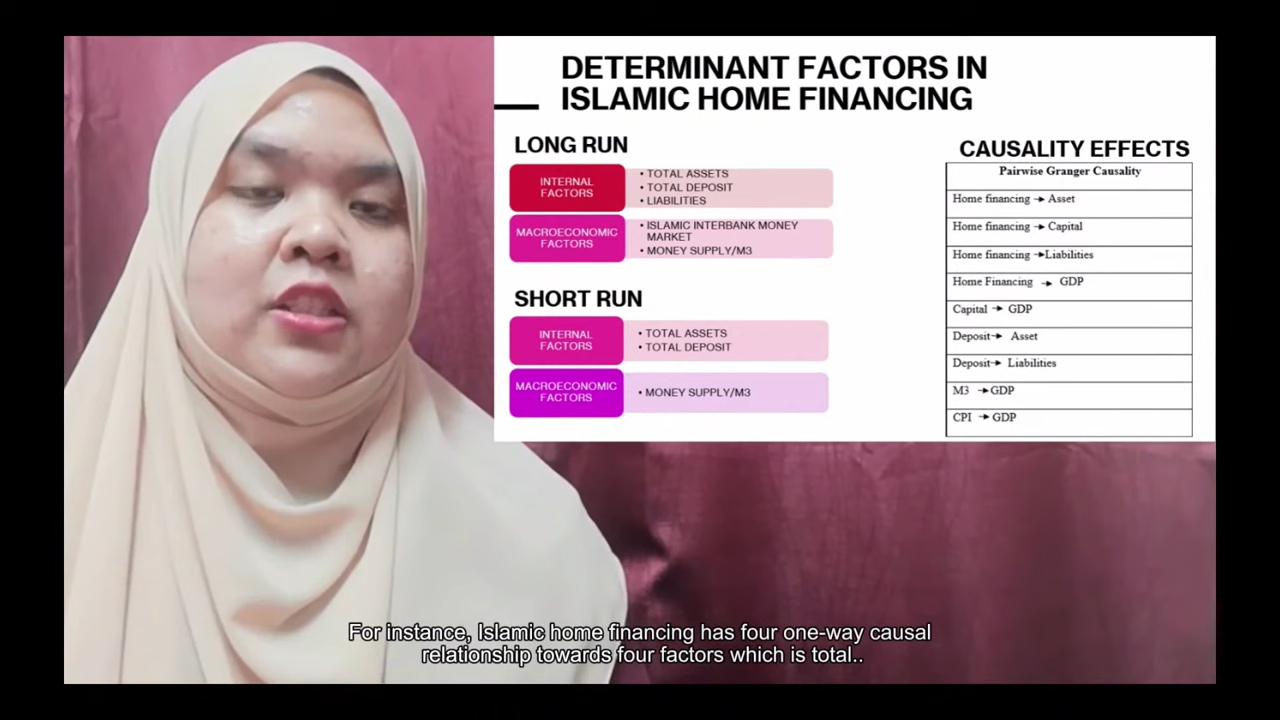 DETERMINANT FACTORS IN
ISLAMIC HOME FINANCING
LONG RUN
INTERNAL
FACTORS
• TOTAL ASSETS
• TOTAL DEPOSIT
• LIABILITIES
MACROECONOMIC
FACTORS
• ISLAMIC INTERBANK MONEY
MARKET
• MONEY SUPPLY/M3
SHORT RUN
INTERNAL
FACTORS
• TOTAL ASSETS
• TOTAL DEPOSIT
MACROECONOMIC
FACTORS
• MONEY SUPPLY/M3
CAUSALITY EFFECTS
Pairwise Granger Causality
Home financing → Asset
Home financing → Capital
Home financing →Liabilities
Home Financing → GDP
Capital → GDP
Deposit→ Asset
Deposit→ Liabilities
M3 →GDP
CPI → GDP
For instance, Islamic home financing has four one-way causal
relationship towards four factors which is total..